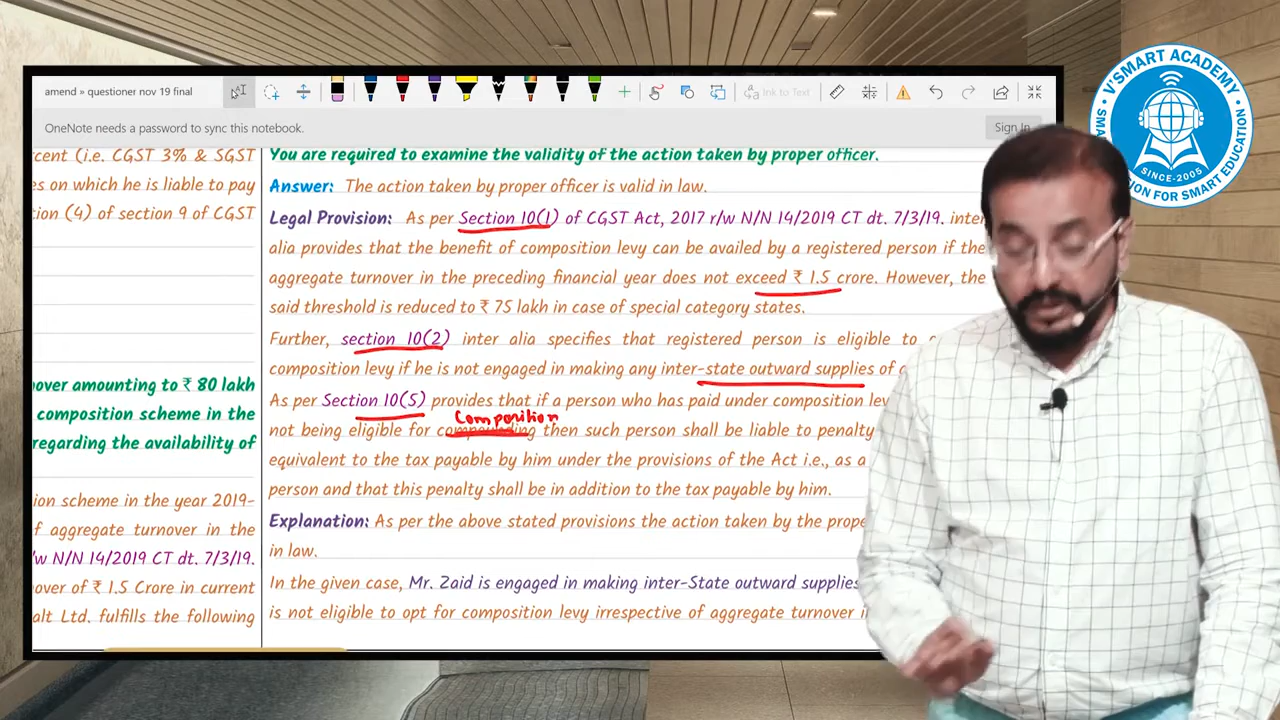 amend » questioner nov 19 final
Ink to Text
OneNote needs a password to sync this notebook.
Sign In
V'SMART ACADEMY
SINCE-2005
ION FOR SMART EDUCATION
cent (i.e. CGST 3% & SGST
es on which he is liable to pay
tion (4) of section 9 of CGST
nover amounting to ₹ 80 lakh
composition scheme in the
regarding the availability of
ion scheme in the year 2019-
f aggregate turnover in the
/w N/N 14/2019 CT dt. 7/3/19.
over of ₹ 1.5 Crore in current
alt Ltd. fulfills the following
You are required to examine the validity of the action taken by proper officer.
Answer: The action taken by proper officer is valid in law.
Legal Provision: As per Section 10(1) of CGST Act, 2017 r/w N/N 14/2019 CT dt. 7/3/19. inter
alia provides that the benefit of composition levy can be availed by a registered person if the
aggregate turnover in the preceding financial year does not exceed ₹ 1.5 crore. However, the
said threshold is reduced to ₹ 75 lakh in case of special category states.
Further, section 10(2) inter alia specifies that registered person is eligible to
composition levy if he is not engaged in making any inter-state outward supplies of
As per Section 10(5) provides that if a person who has paid under composition lev
Composition
not being eligible for compounding then such person shall be liable to penalty
equivalent to the tax payable by him under the provisions of the Act i.e., as a
person and that this penalty shall be in addition to the tax payable by him.
Explanation: As per the above stated provisions the action taken by the prope
in law.
In the given case, Mr. Zaid is engaged in making inter-State outward supplies
is not eligible to opt for composition levy irrespective of aggregate turnover i